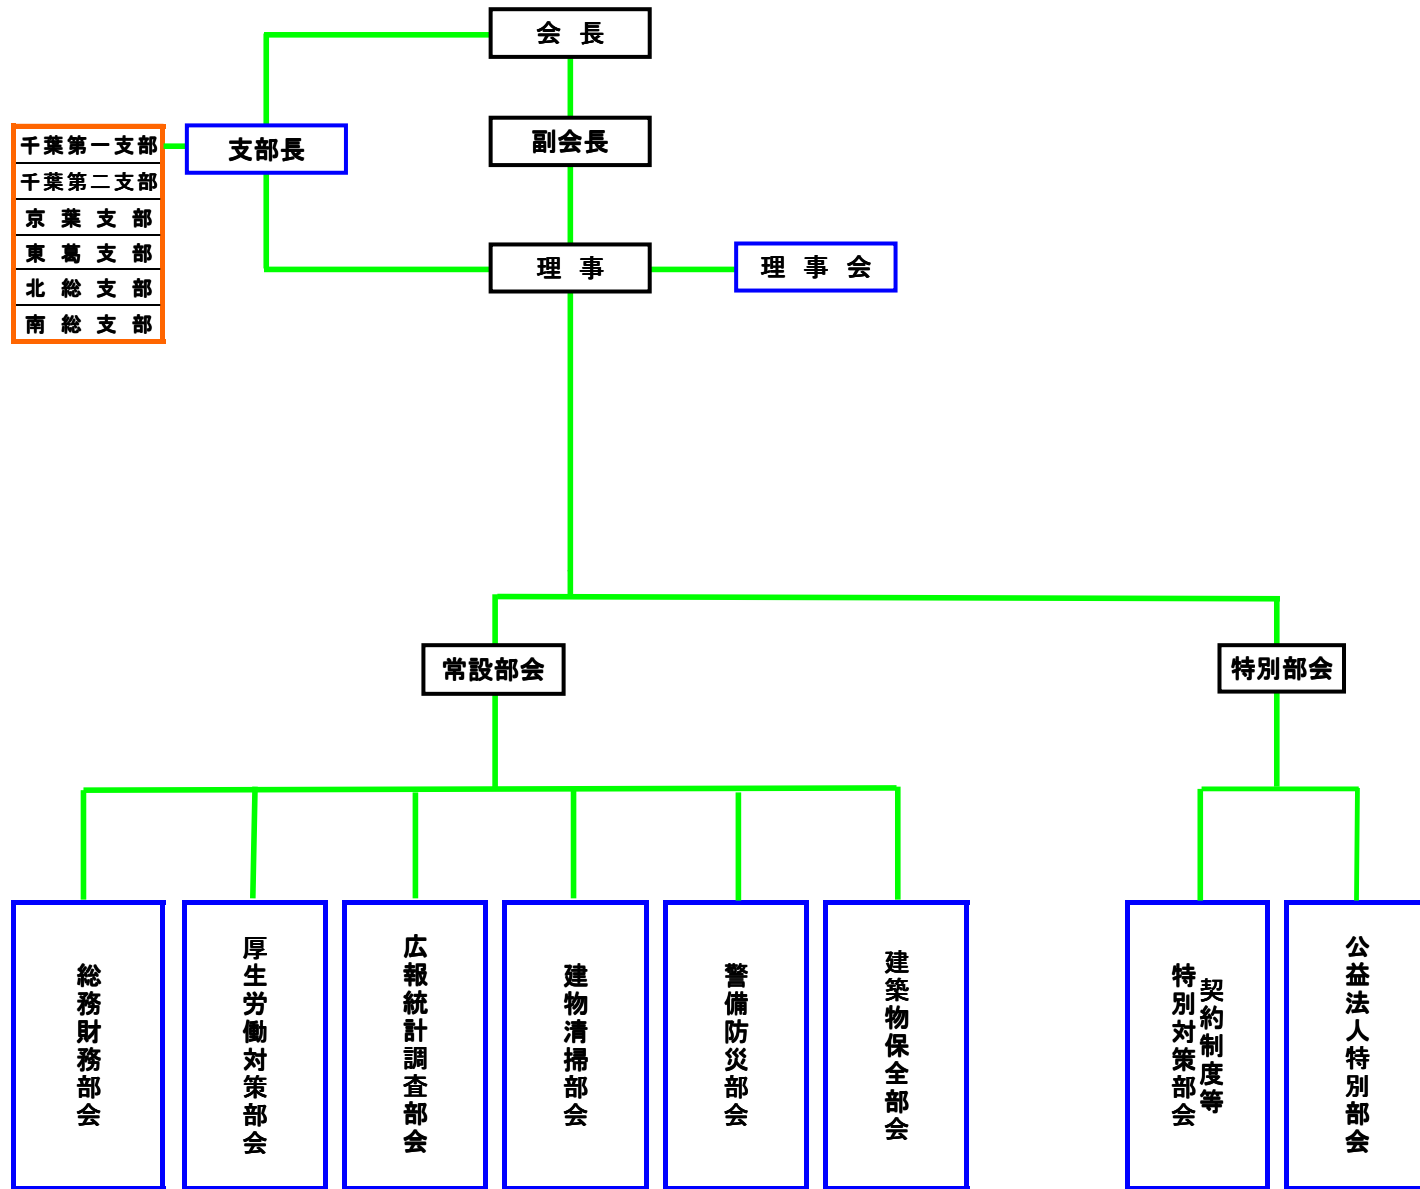 会 長
支部長
副会長
千葉第一支部
千葉第二支部
京 葉 支 部
東 葛 支 部
北 総 支 部
南 総 支 部
理 事
理 事 会
常設部会
特別部会
総務財務部会
厚生労働対策部会
広報統計調査部会
建物清掃部会
警備防災部会
建築物保全部会
契約制度等
特別対策部会
公益法人特別部会